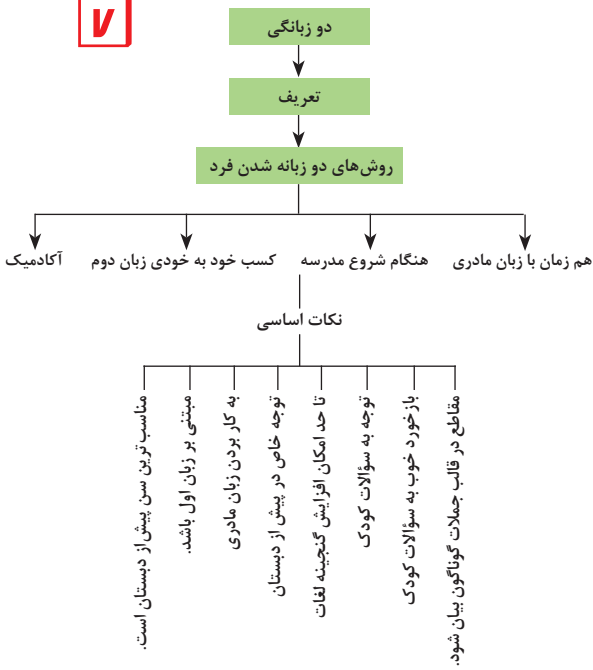 ۷
دو زبانگی
تعریف
روش‌های دو زبانه شدن فرد
هم زمان با زبان مادری
هنگام شروع مدرسه
کسب خود به خودی زبان دوم
آکادمیک
نکات اساسی
مقاطع در قالب جملات گوناگون بیان شود.
بازخورد خوب به سؤالات کودک
توجه به سؤالات کودک
تا حد امکان افزایش گنجینه لغات
توجه خاص در پیش از دبستان
به کار بردن زبان مادری
مبتنی بر زبان اول باشد.
مناسب‌ترین سن پیش‌از دبستان است.